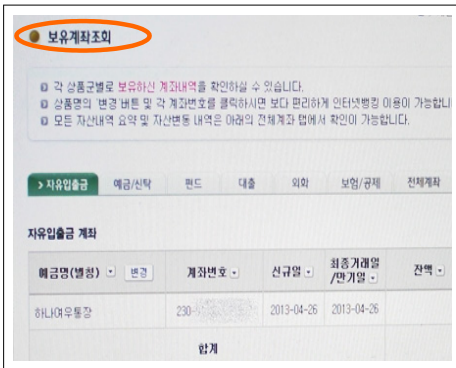 보유계좌조회
각 상품군별로 보유하신 계좌내역을 확인하실 수 있습니다.
상품명의 '변경'버튼 및 각 계좌번호를 클릭하시면 보다 편리하게 인터넷뱅킹 이용이 가능합니
모든 자산내역 요약 및 자산변동 내역은 아래의 전체계좌 탭에서 확인이 가능합니다.
> 자유입출금 예금/신탁 펀드 대출 외화 보험/공제 전체계좌
자유입출금 계좌
예금명(별칭) 변경 계좌번호 신규일 최종거래일 잔액
/만기일
하나여우통장 230- 2013-04-26 2013-04-26
합계